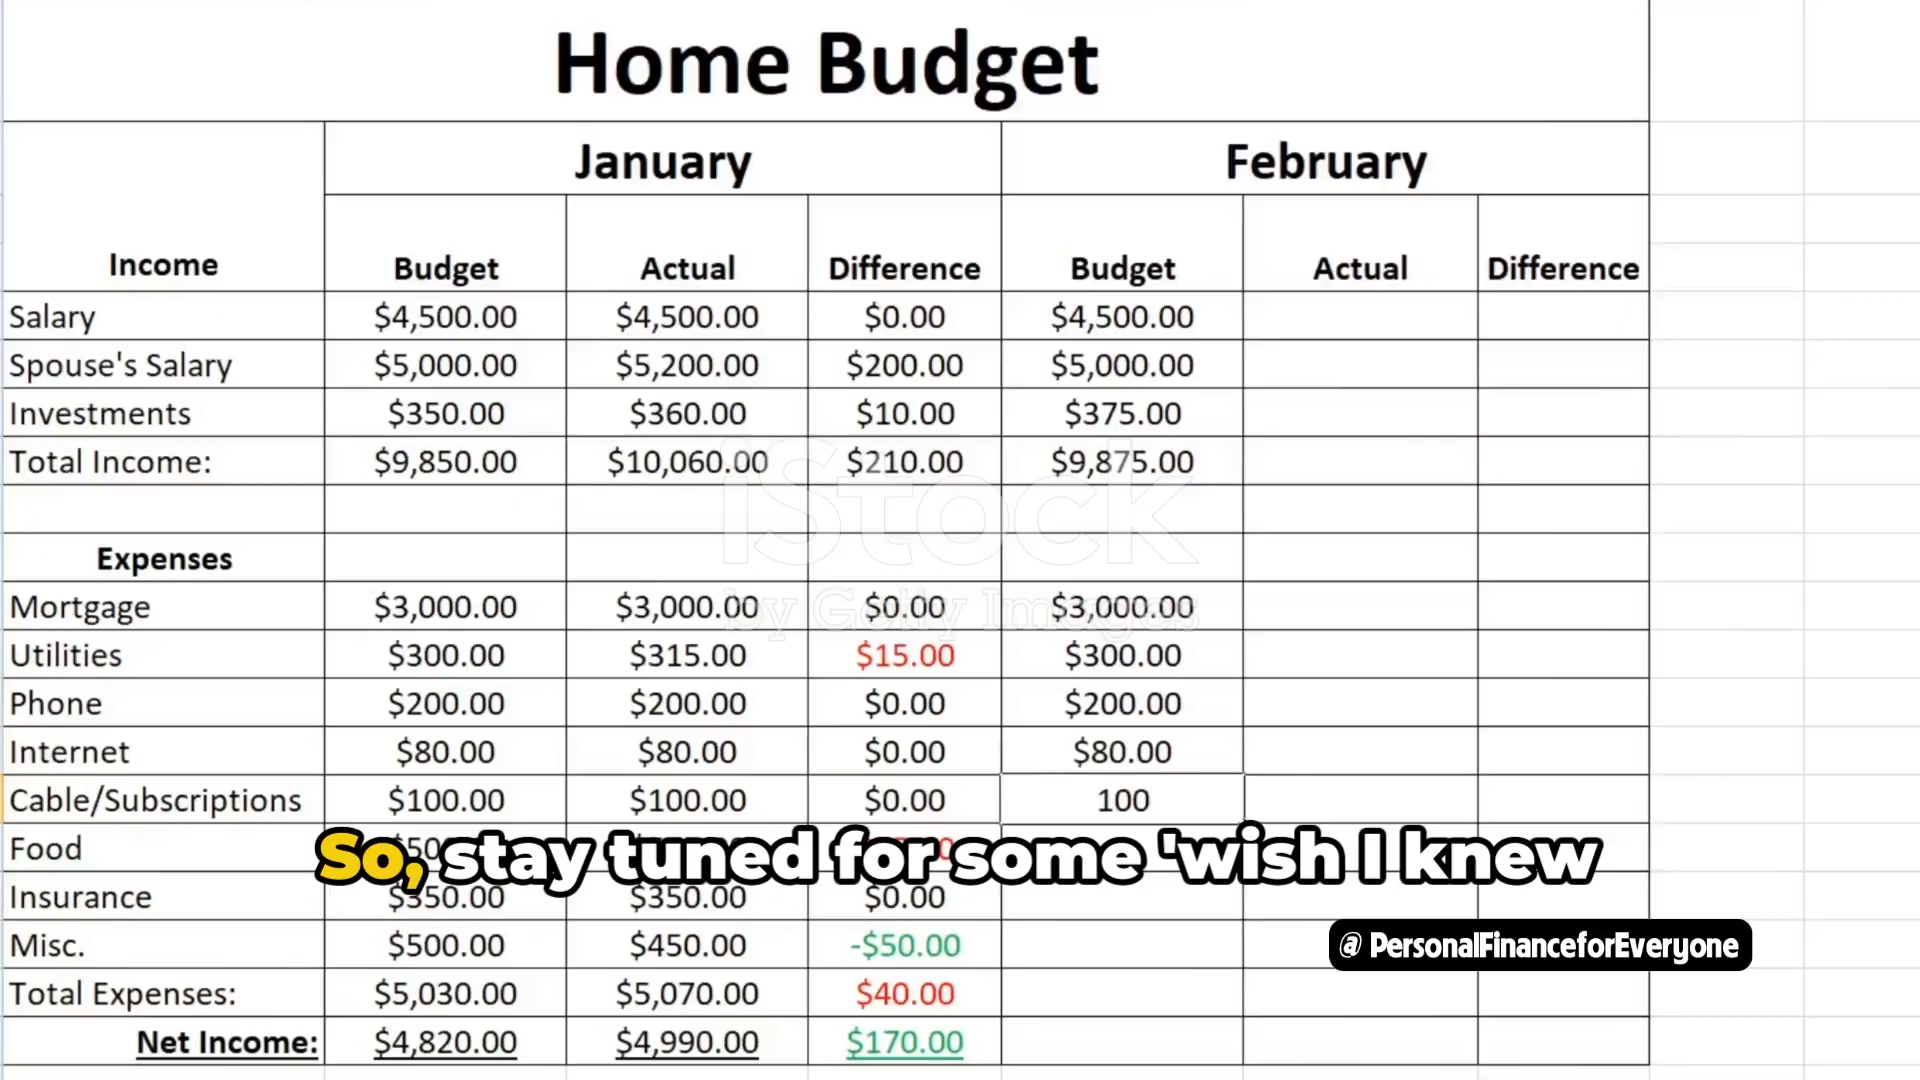 Home Budget
January February
Income Budget Actual Difference Budget Actual Difference
Salary $4,500.00 $4,500.00 $0.00 $4,500.00
Spouse's Salary $5,000.00 $5,200.00 $200.00 $5,000.00
Investments $350.00 $360.00 $10.00 $375.00
Total Income: $9,850.00 $10,060.00 $210.00 $9,875.00
iStock
Expenses
Mortgage $3,000.00 $3,000.00 $0.00 $3,000.00
by Getty Images
Utilities $300.00 $315.00 $15.00 $300.00
Phone $200.00 $200.00 $0.00 $200.00
Internet $80.00 $80.00 $0.00 $80.00
Cable/Subscriptions $100.00 $100.00 $0.00 100
Food
So, stay tuned for some 'wish I knew
Insurance $350.00 $350.00 $0.00
Misc. $500.00 $450.00 -$50.00
@ PersonalFinanceforEveryone
Total Expenses: $5,030.00 $5,070.00 $40.00
Net Income: $4,820.00 $4,990.00 $170.00